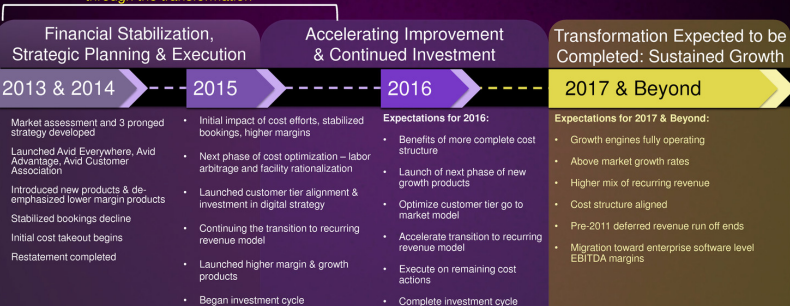 through the transformation
Financial Stabilization,
Strategic Planning & Execution
Accelerating Improvement
& Continued Investment
Transformation Expected to be
Completed: Sustained Growth
2013 & 2014
2015
2016
2017 & Beyond
Market assessment and 3 pronged
strategy developed
Launched Avid Everywhere, Avid
Advantage, Avid Customer
Association
Introduced new products & de-
emphasized lower margin products
Stabilized bookings decline
Initial cost takeout begins
Restatement completed
• Initial impact of cost efforts, stabilized
bookings, higher margins
• Next phase of cost optimization – labor
arbitrage and facility rationalization
• Launched customer tier alignment &
investment in digital strategy
• Continuing the transition to recurring
revenue model
• Launched higher margin & growth
products
• Began investment cycle
Expectations for 2016:
• Benefits of more complete cost
structure
• Launch of next phase of new
growth products
• Optimize customer tier go to
market model
• Accelerate transition to recurring
revenue model
• Execute on remaining cost
actions
• Complete investment cycle
Expectations for 2017 & Beyond:
• Growth engines fully operating
• Above market growth rates
• Higher mix of recurring revenue
• Cost structure aligned
• Pre-2011 deferred revenue run off ends
• Migration toward enterprise software level
EBITDA margins